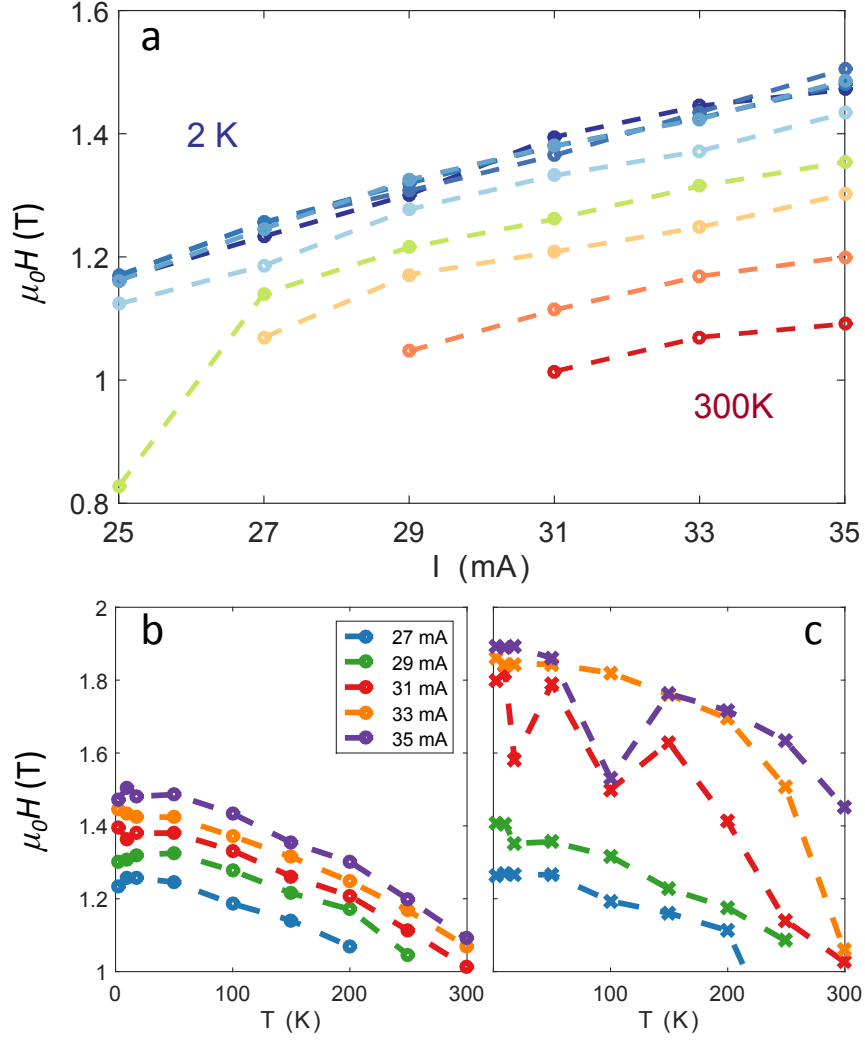 a
1.6
1.4
1.2
1
0.8
μ₀H (T)
2 K
300K
25 27 29 31 33 35
I (mA)
b
c
2
1.8
1.6
1.4
1.2
1
μ₀H (T)
27 mA
29 mA
31 mA
33 mA
35 mA
0 100 200 300
T (K)
100 200 300
T (K)